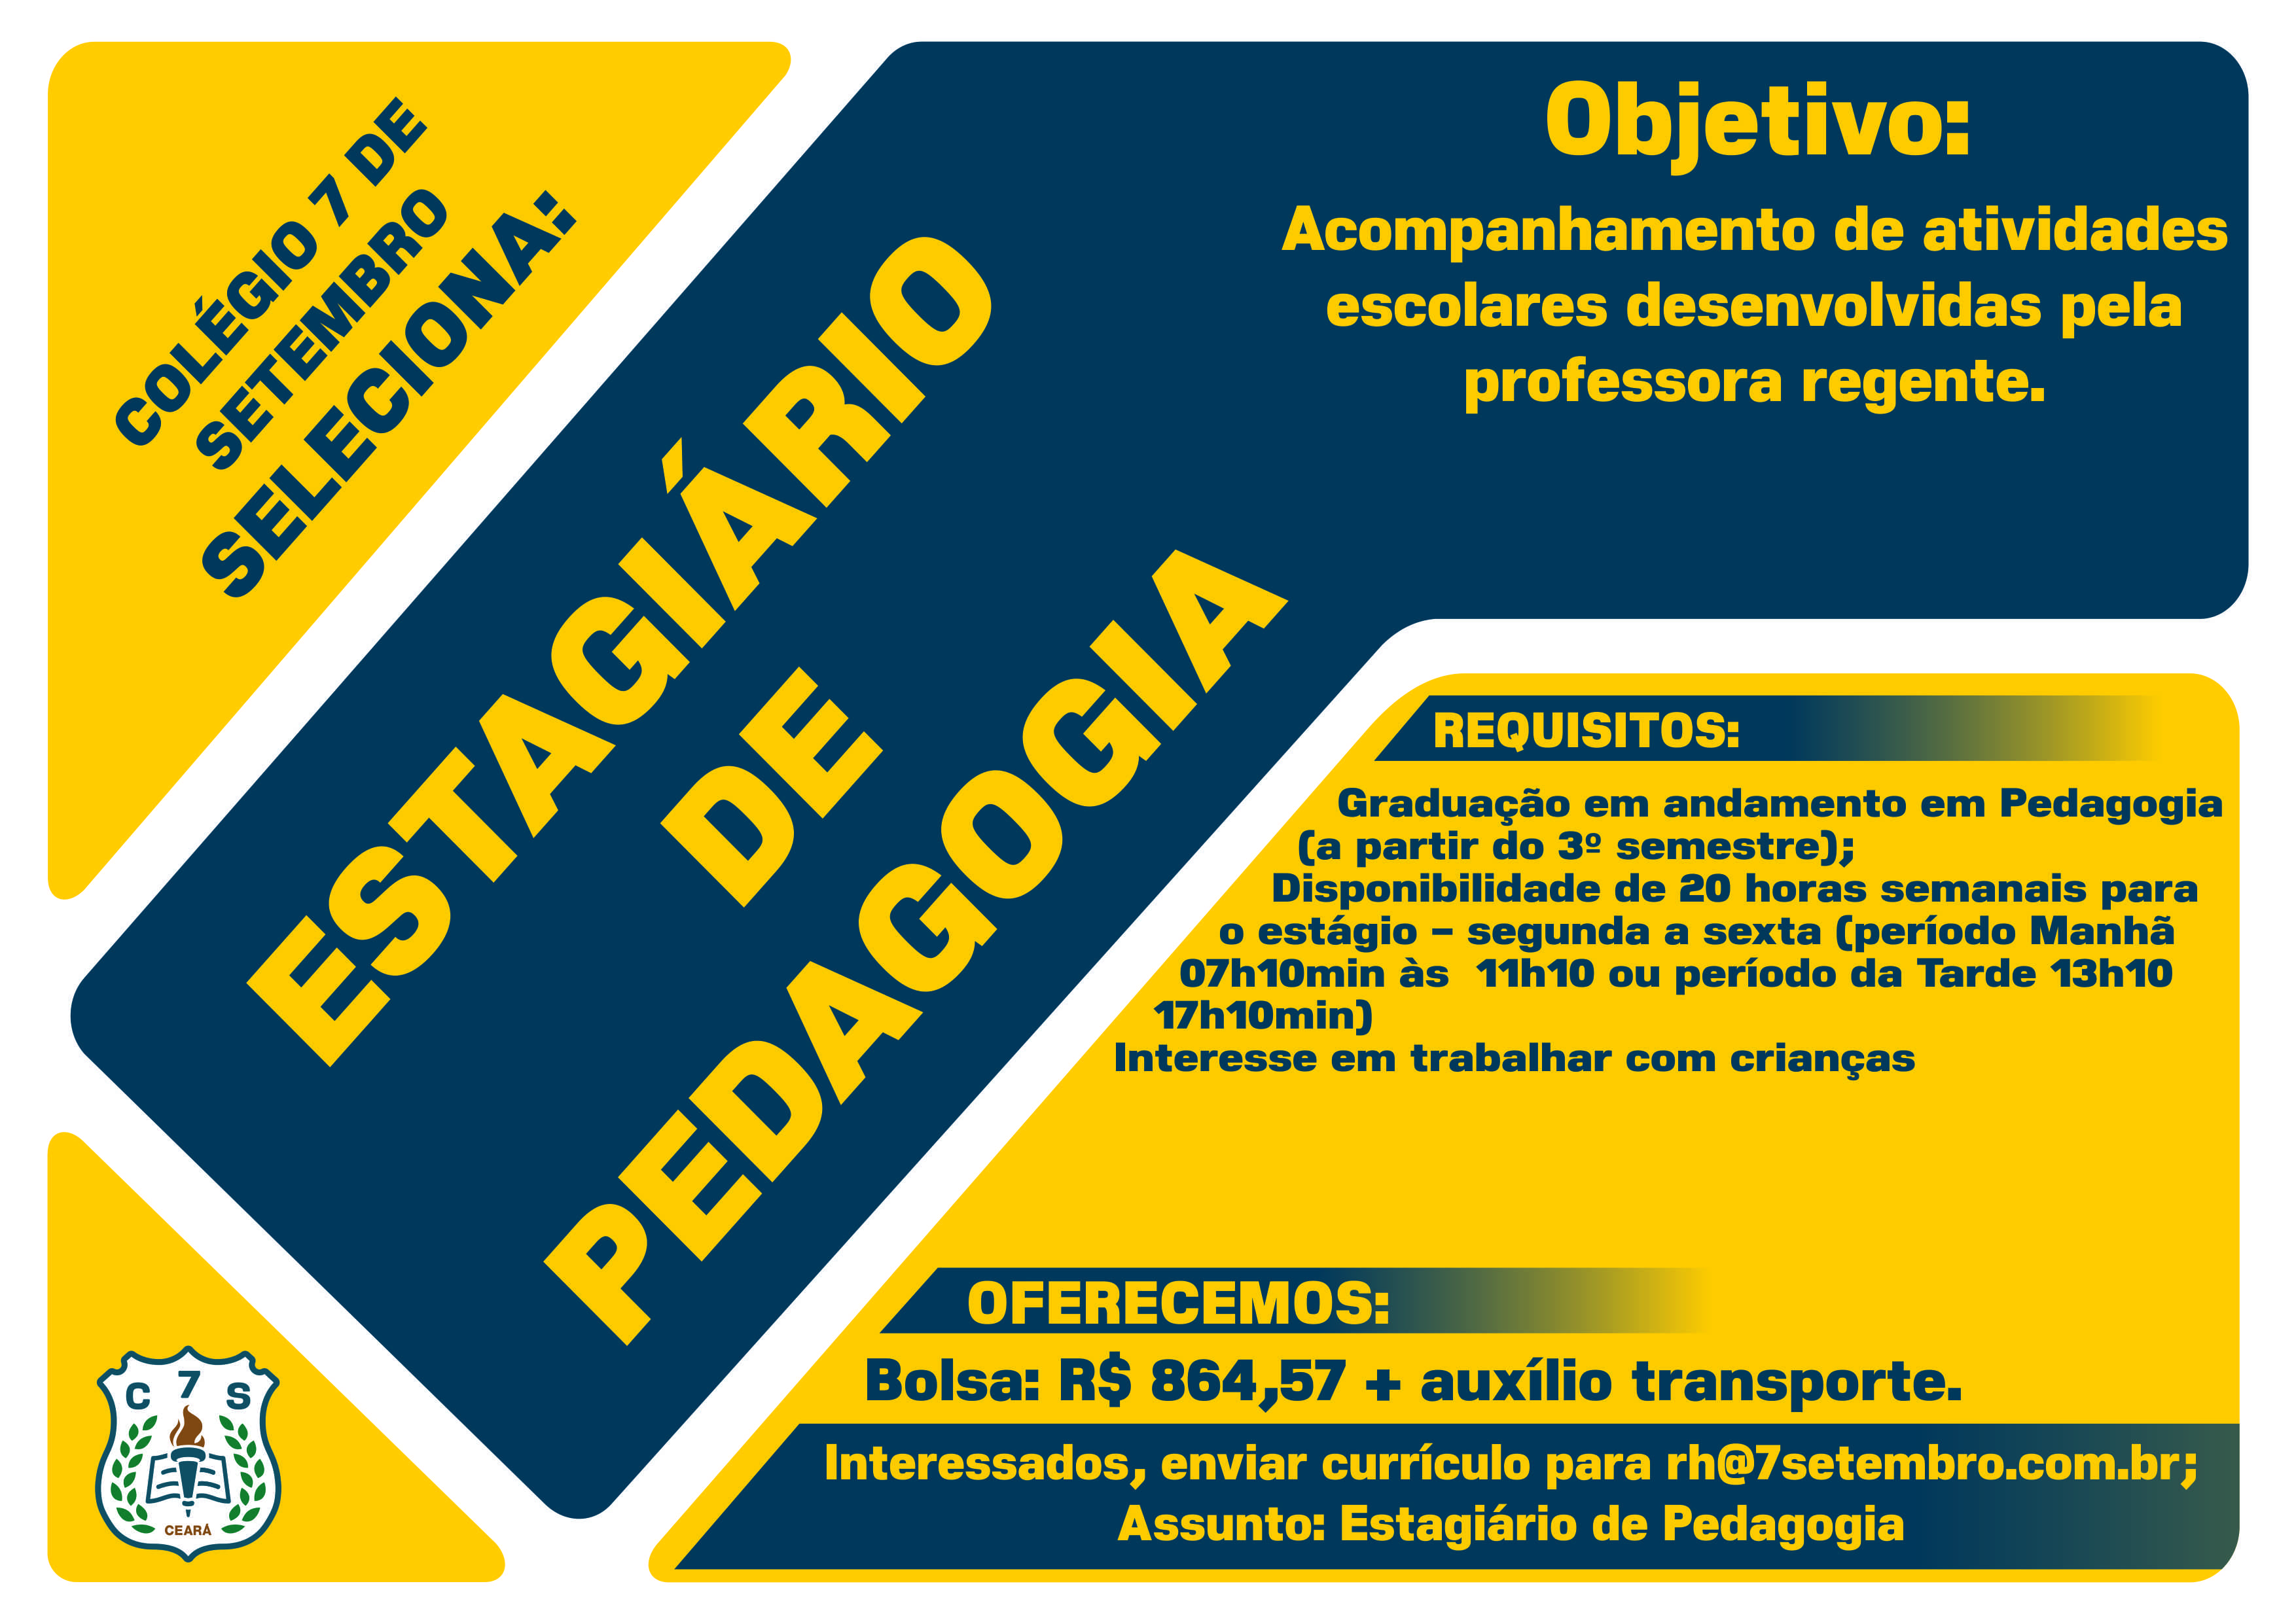 COLÉGIO 7 DE
SETEMBRO
SELECIONA:
ESTAGIÁRIO
DE
PEDAGOGIA
Objetivo:
Acompanhamento de atividades
escolares desenvolvidas pela
professora regente.
REQUISITOS:
Graduação em andamento em Pedagogia
(a partir do 3º semestre);
Disponibilidade de 20 horas semanais para
o estágio – segunda a sexta (período Manhã
07h10min às 11h10 ou período da Tarde 13h10
17h10min)
Interesse em trabalhar com crianças
OFERECEMOS:
Bolsa: R$ 864,57 + auxílio transporte.
Interessados, enviar currículo para rh@7setembro.com.br;
Assunto: Estagiário de Pedagogia
C 7 S
CEARÁ